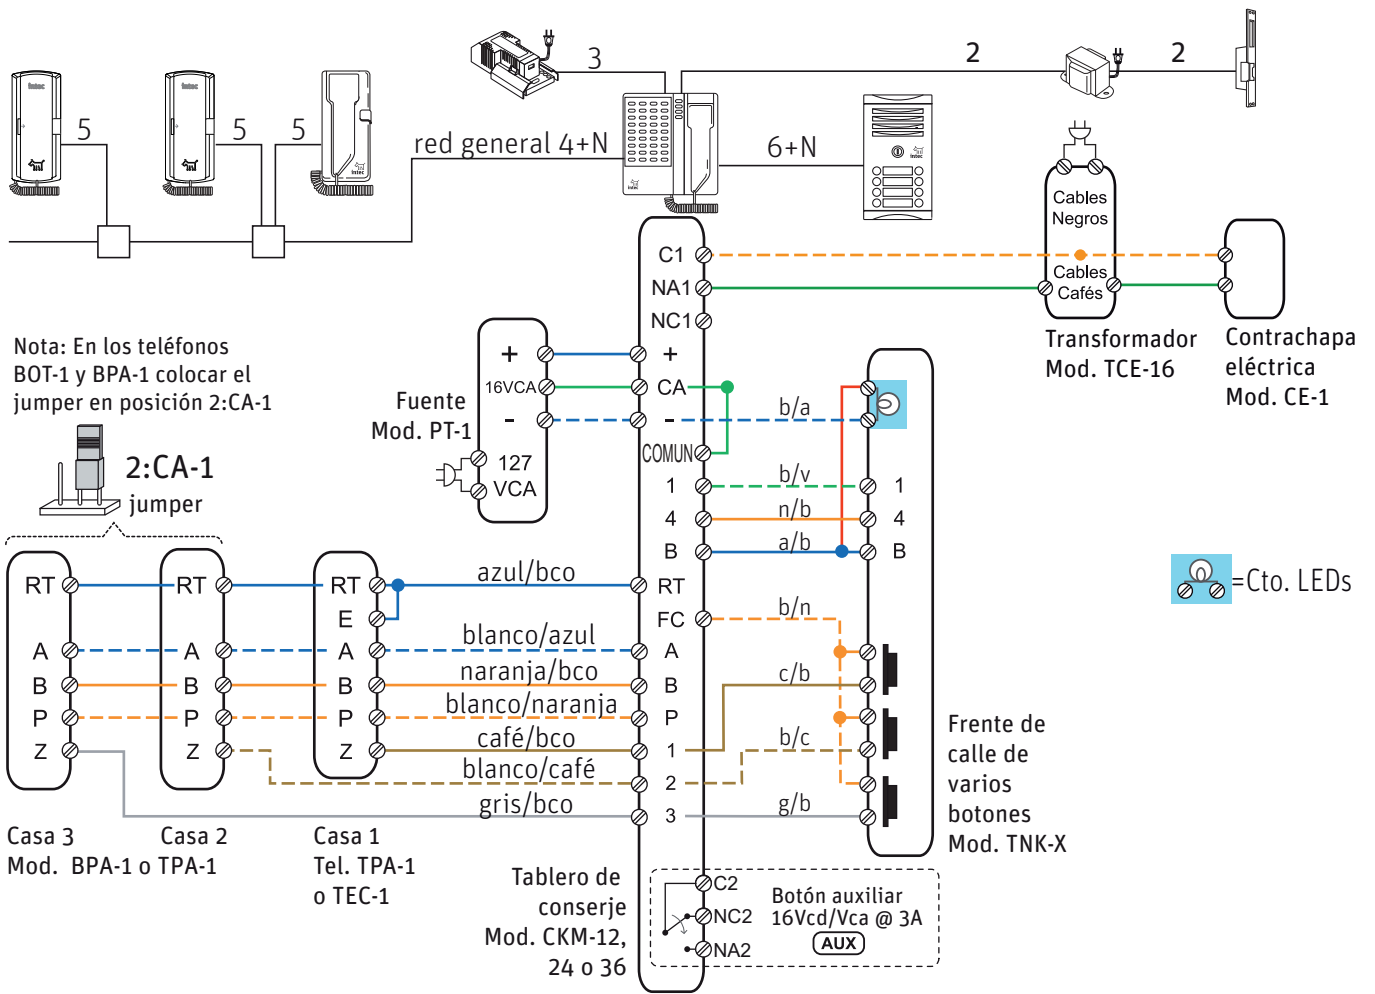 3
2
2
5
5
5
red general 4+N
6+N
intec
intec
intec
intec
intec
Cables
Negros
Cables
Cafés
C1
NA1
NC1
+
CA
-
COMUN
1
4
B
RT
FC
A
B
P
1
2
3
Transformador
Mod. TCE-16
Contrachapa
eléctrica
Mod. CE-1
Nota: En los teléfonos
BOT-1 y BPA-1 colocar el
jumper en posición 2:CA-1
2:CA-1
jumper
Fuente
Mod. PT-1
+
16VCA
-
127
VCA
b/a
b/v
n/b
a/b
b/n
c/b
b/c
g/b
1
4
B
=Cto. LEDs
azul/bco
blanco/azul
naranja/bco
blanco/naranja
café/bco
blanco/café
gris/bco
RT
A
B
P
Z
RT
A
B
P
Z
RT
E
A
B
P
Z
Casa 3
Casa 2
Mod. BPA-1 o TPA-1
Casa 1
Tel. TPA-1
o TEC-1
Frente de
calle de
varios
botones
Mod. TNK-X
Tablero de
conserje
Mod. CKM-12,
24 o 36
C2
NC2
NA2
Botón auxiliar
16Vcd/Vca @ 3A
AUX